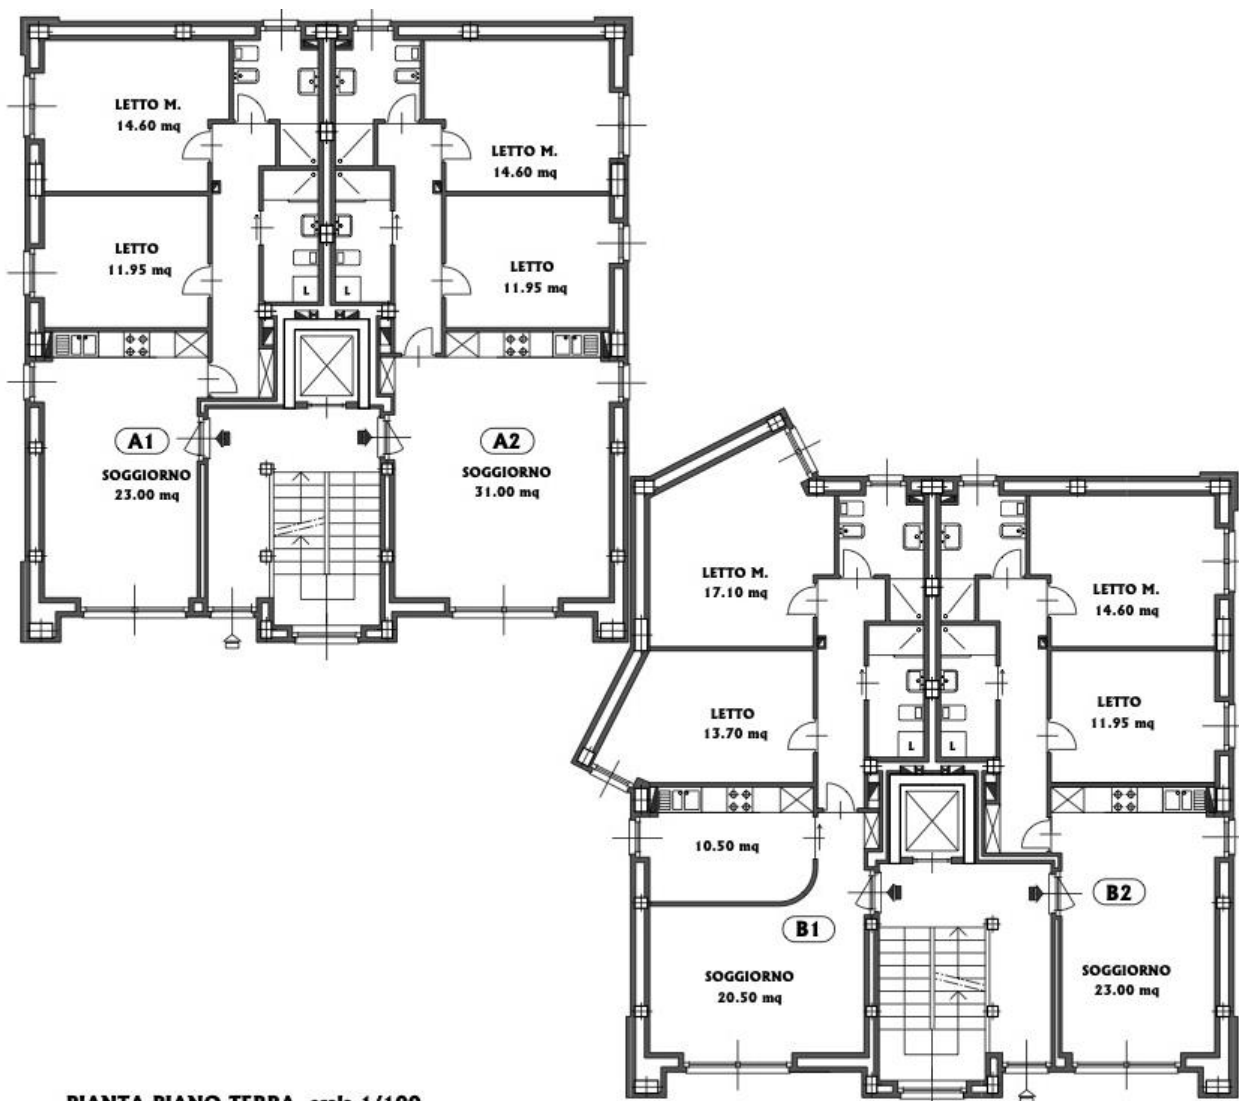 LETTO M.
14.60 mq
LETTO M.
14.60 mq
LETTO
11.95 mq
LETTO
11.95 mq
L
L
A1
SOGGIORNO
23.00 mq
A2
SOGGIORNO
31.00 mq
LETTO M.
17.10 mq
LETTO M.
14.60 mq
LETTO
13.70 mq
LETTO
11.95 mq
L
L
10.50 mq
B1
SOGGIORNO
20.50 mq
B2
SOGGIORNO
23.00 mq
PIANTA PIANO TERRA scala 1/100